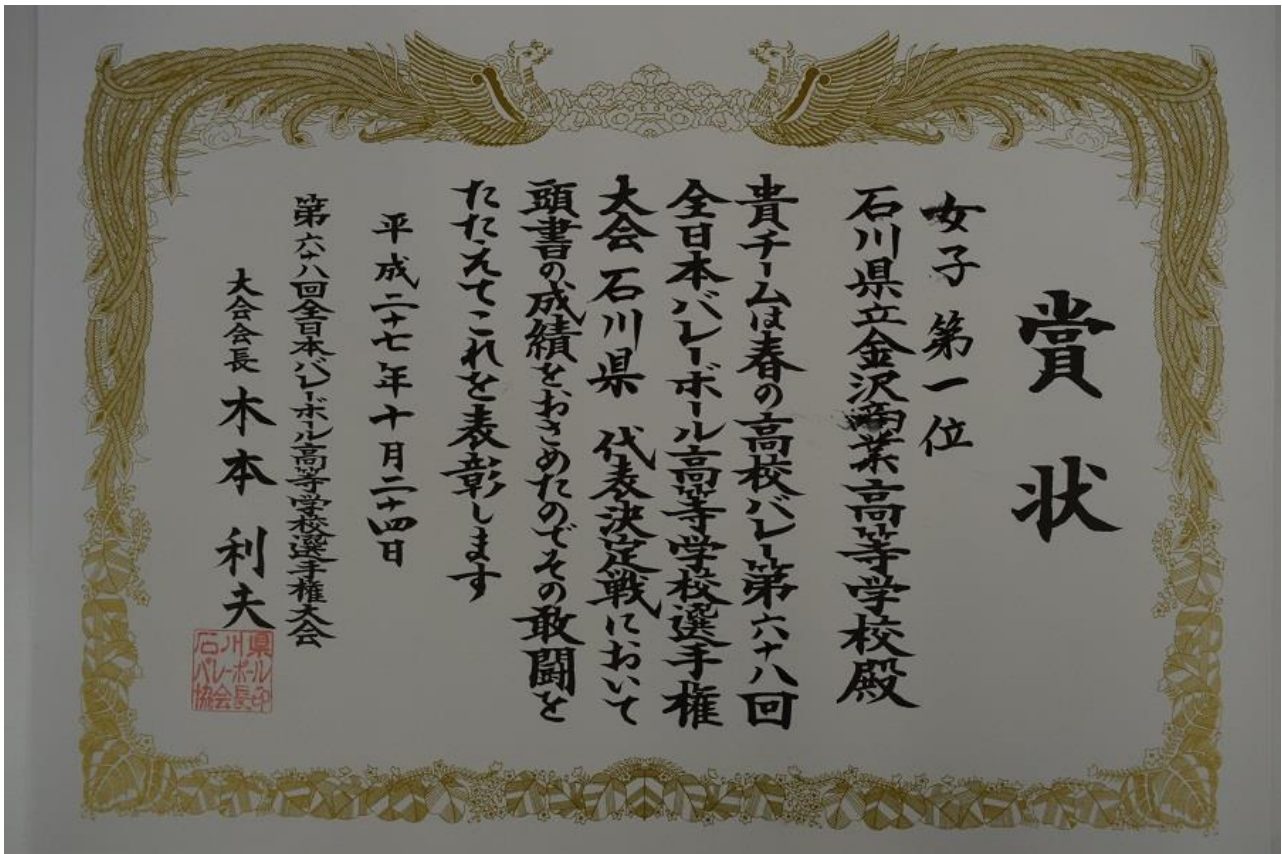 賞状
女子 第一位
石川県立金沢商業高等学校殿
貴チームは春の高校バレー第六十八回
全日本バレーボール高等学校選手権
大会 石川県 代表決定戦において
頭書の成績をおさめたのでその敢闘を
たたえてこれを表彰します
平成二十七年十月二十四日
第六十八回全日本バレーボール高等学校選手権大会
大会会長 木本 利夫
石川県
バレーボール
協会長印